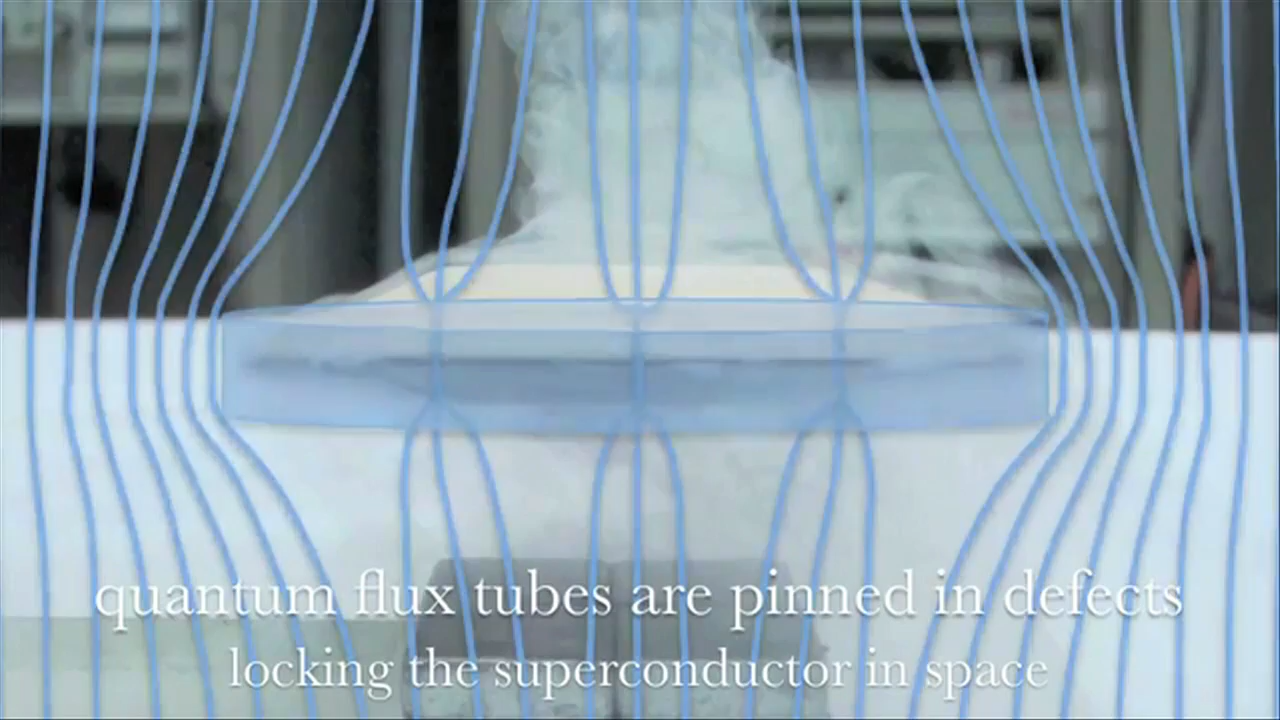 quantum flux tubes are pinned in defects
locking the superconductor in space